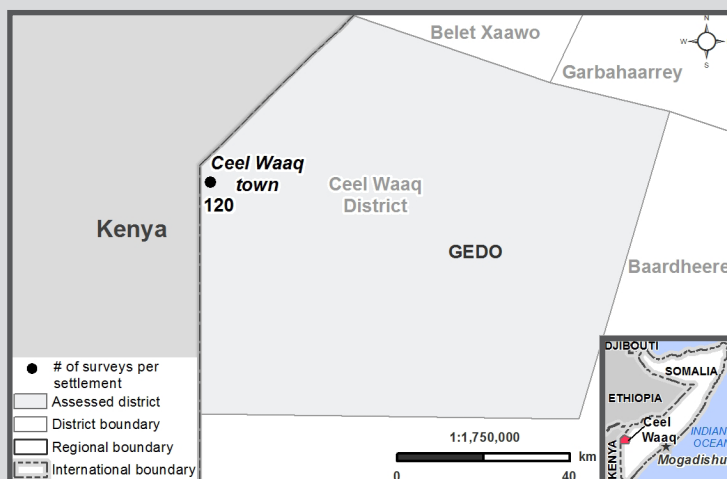 Belet Xaawo
N
W
S
Garbahaarrey
Ceel Waaq
town
120
Ceel Waaq
District
Kenya
GEDO
Baardheere
# of surveys per
settlement
Assessed district
District boundary
Regional boundary
International boundary
1:1,750,000
km
0
40
DJIBOUTI
SOMALIA
ETHIOPIA
Ceel
Waaq
INDIAN
OCEAN
KENYA
Mogadishu